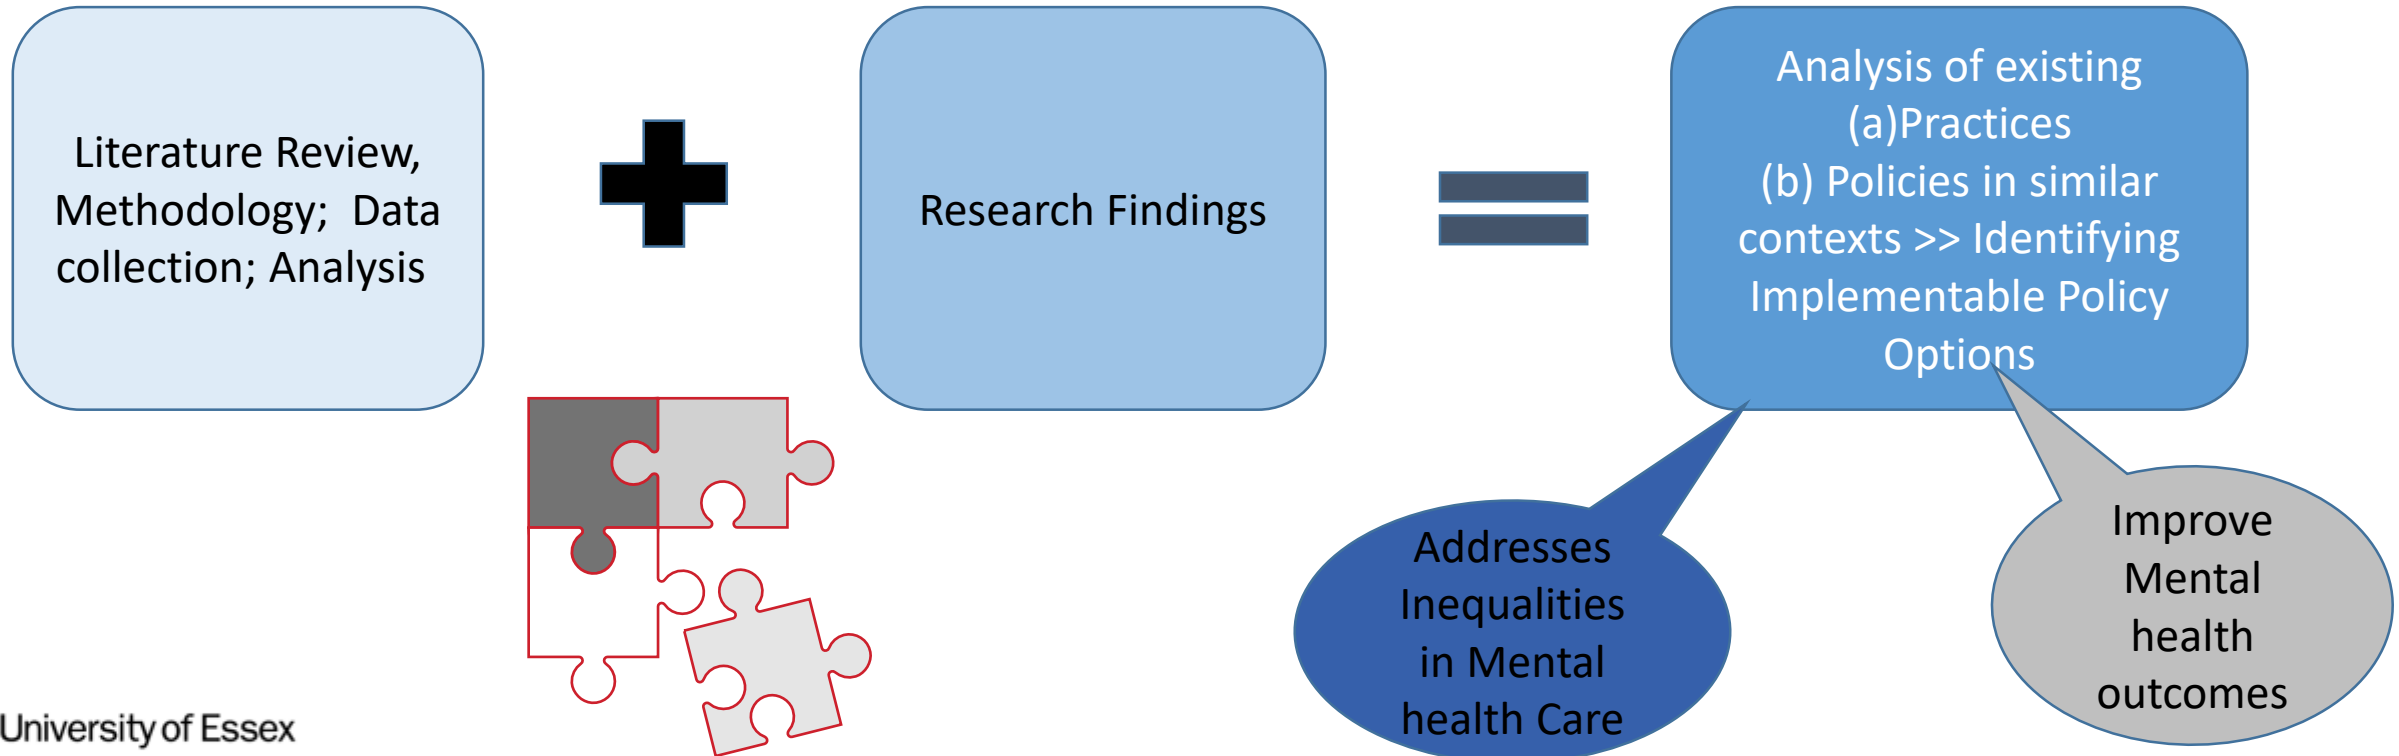 Literature Review,
Methodology;  Data
collection; Analysis
Research Findings
Analysis of existing
(a)Practices
(b) Policies in similar
contexts >> Identifying
Implementable Policy
Options
Addresses
Inequalities
in Mental
health Care
Improve
Mental
health
outcomes
University of Essex